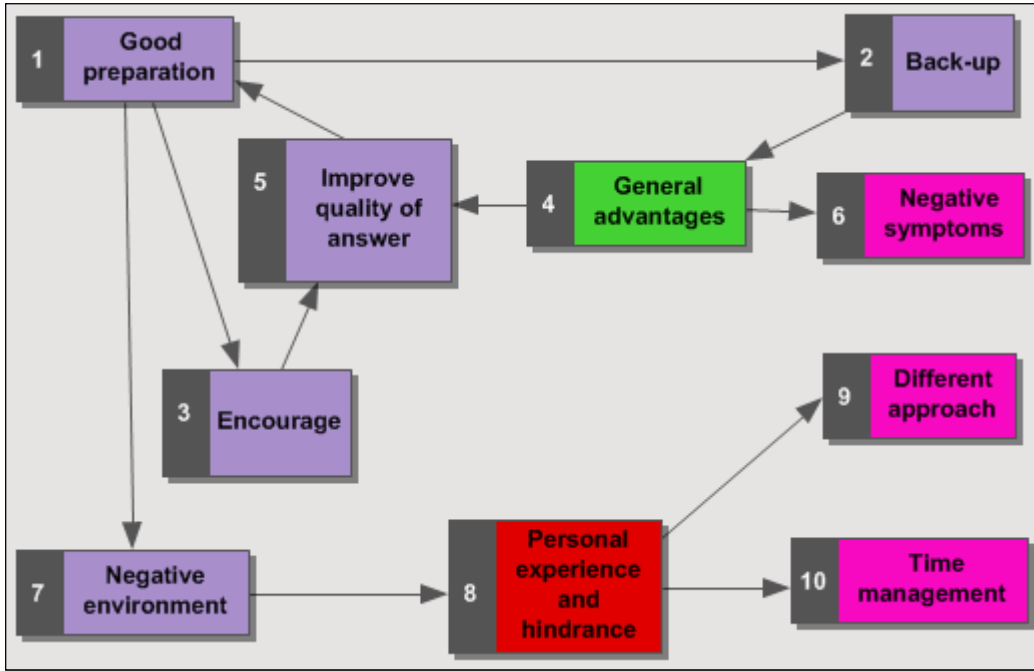 1
Good
preparation
2
Back-up
5
Improve
quality of
answer
4
General
advantages
6
Negative
symptoms
3
Encourage
9
Different
approach
7
Negative
environment
8
Personal
experience
and
hindrance
10
Time
management